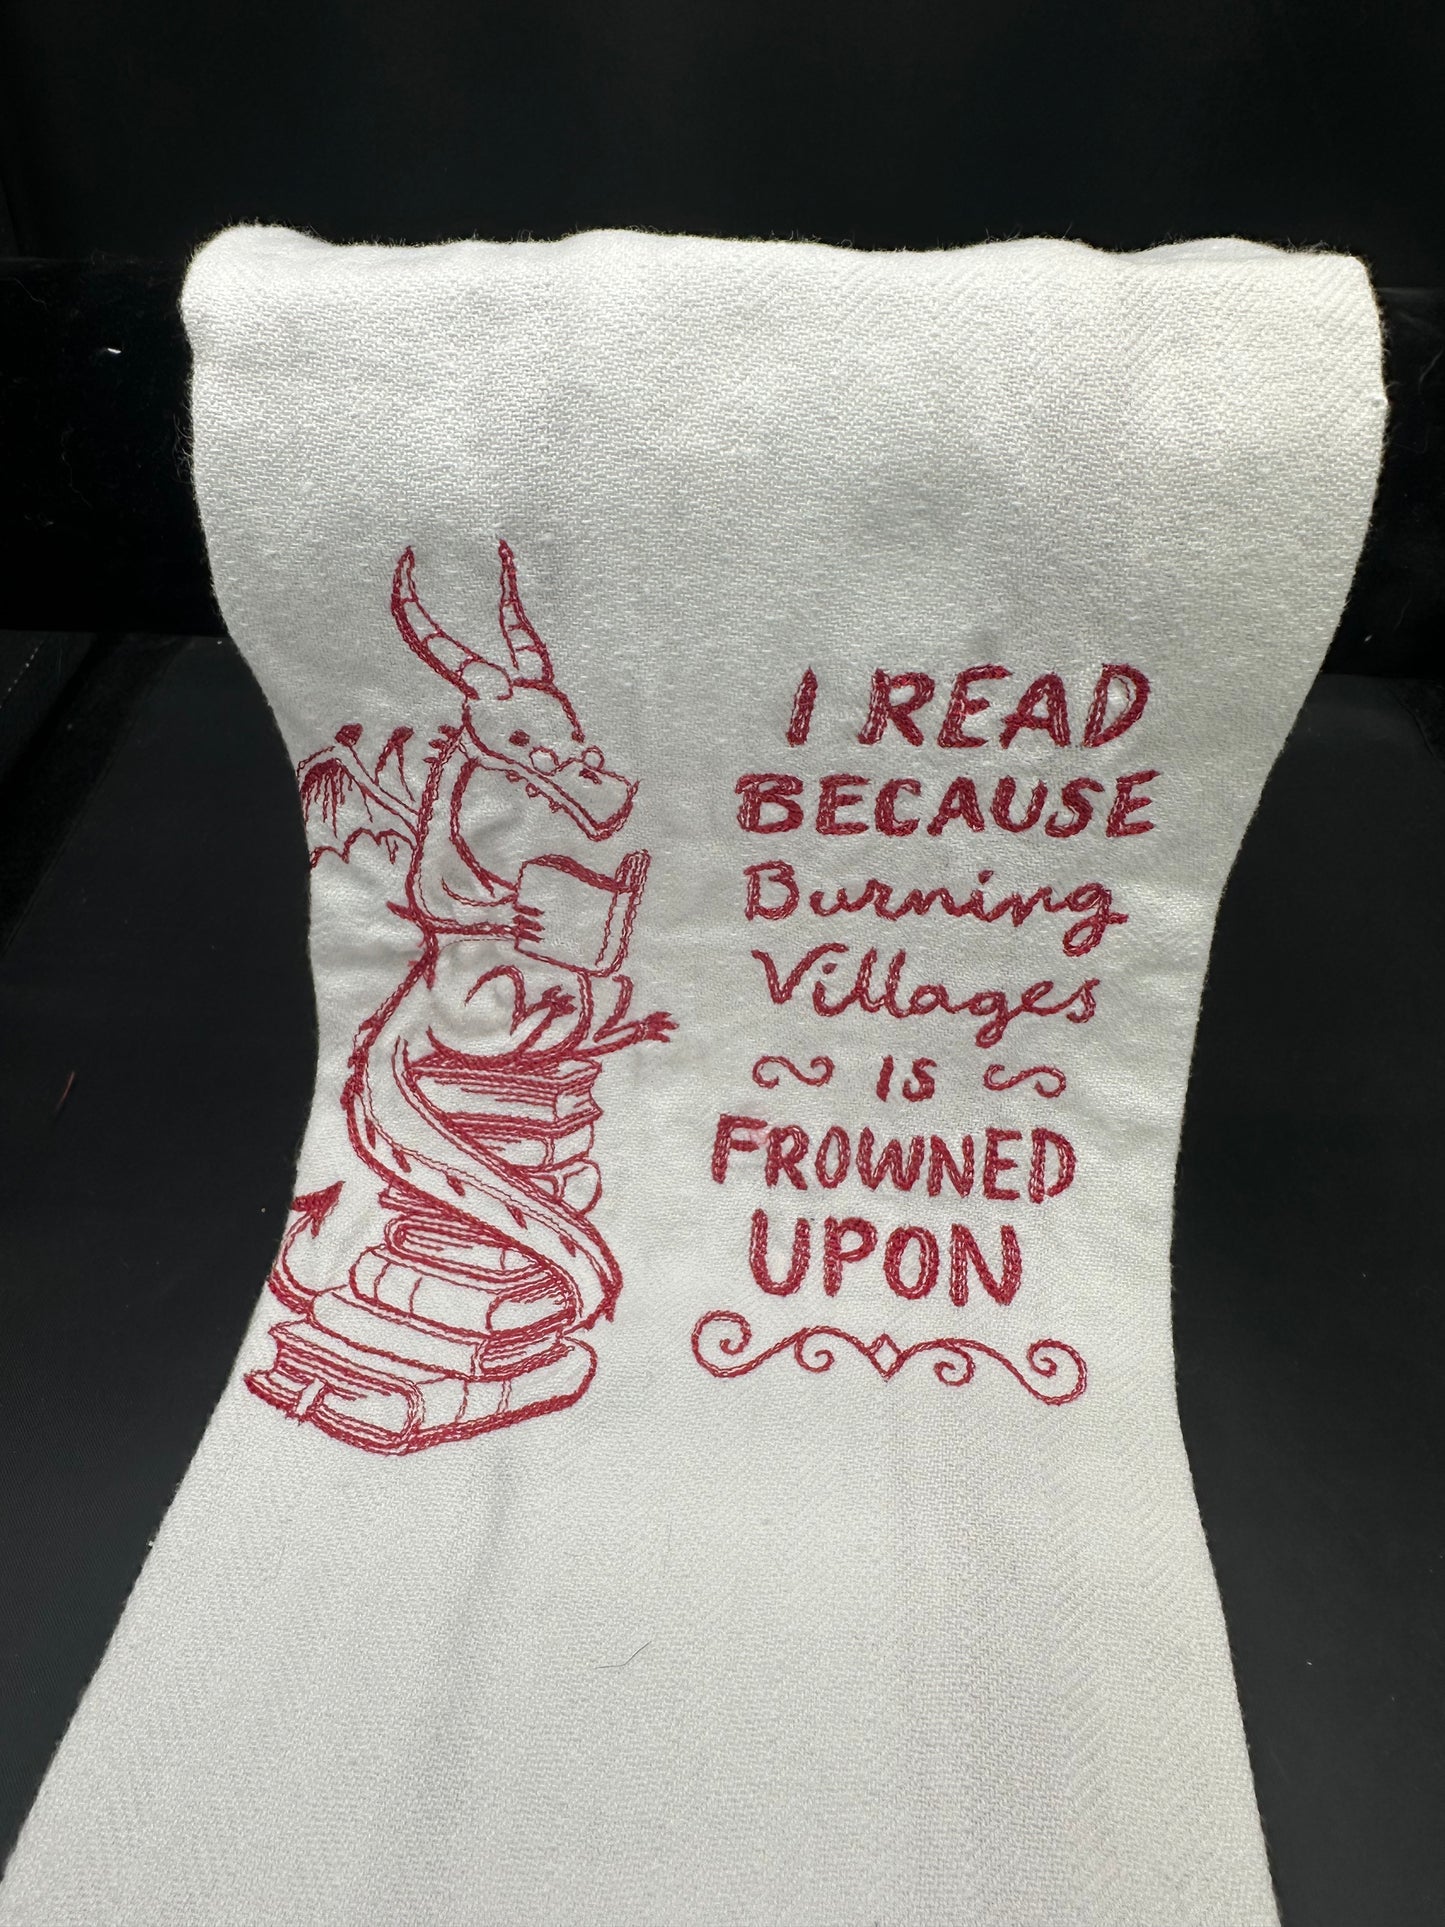 I READ
BECAUSE
Burning
Villages
IS
FROWNED
UPON